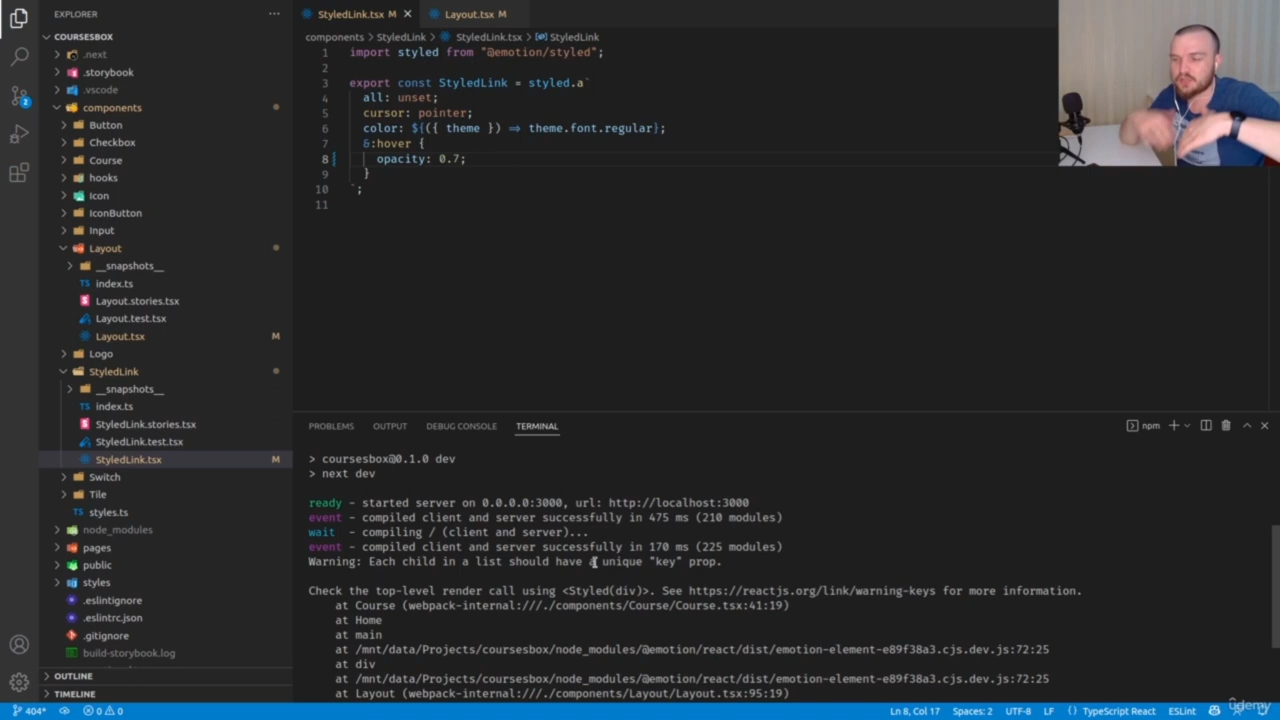 EXPLORER
COURSESBOX
.next
.storybook
.vscode
components
Button
Checkbox
Course
hooks
Icon
IconButton
Input
Layout
__snapshots__
index.ts
Layout.stories.tsx
Layout.test.tsx
Layout.tsx M
Logo
StyledLink
__snapshots__
index.ts
StyledLink.stories.tsx
StyledLink.test.tsx
StyledLink.tsx M
Switch
Tile
styles.ts
node_modules
pages
public
styles
.eslintignore
.eslintrc.json
.gitignore
build-storybook.log
OUTLINE
TIMELINE
2
StyledLink.tsx M
Layout.tsx M
components > StyledLink > StyledLink.tsx > StyledLink
1 import styled from "@emotion/styled";
2
3 export const StyledLink = styled.a`
4 all: unset;
5 cursor: pointer;
6 color: ${({ theme }) => theme.font.regular};
7 &:hover {
8 opacity: 0.7;
9 }
10 `;
11
PROBLEMS OUTPUT DEBUG CONSOLE TERMINAL
npm
> coursesbox@0.1.0 dev
> next dev
ready - started server on 0.0.0.0:3000, url: http://localhost:3000
event - compiled client and server successfully in 475 ms (210 modules)
wait - compiling / (client and server)...
event - compiled client and server successfully in 170 ms (225 modules)
Warning: Each child in a list should have a unique "key" prop.
Check the top-level render call using <Styled(div)>. See https://reactjs.org/link/warning-keys for more information.
at Course (webpack-internal:///./components/Course/Course.tsx:41:19)
at Home
at main
at /mnt/data/Projects/coursesbox/node_modules/@emotion/react/dist/emotion-element-e89f38a3.cjs.dev.js:72:25
at div
at /mnt/data/Projects/coursesbox/node_modules/@emotion/react/dist/emotion-element-e89f38a3.cjs.dev.js:72:25
at Layout (webpack-internal:///./components/Layout/Layout.tsx:95:19)
404* 0 0
Ln 8, Col 17 Spaces: 2 UTF-8 LF TypeScript React ESLint
udemy